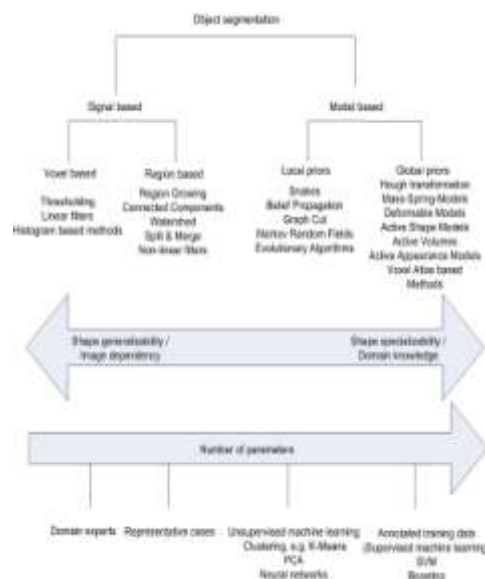 Object segmentation
Signal based
Model based
Voxel based
Thresholding
Linear filters
Histogram based methods
Region based
Region Growing
Connected Components
Watershed
Split & Merge
Non-linear filters
Local priors
Snakes
Belief Propagation
Graph Cut
Markov Random Fields
Evolutionary Algorithms
Global priors
Hough transformation
Mass-Spring-Models
Deformable Models
Active Shape Models
Active Volumes
Active Appearance Models
Voxel Atlas based
Methods
Shape generalisability /
Image dependency
Shape specialisability /
Domain knowledge
Number of parameters
Domain experts
Representative cases
Unsupervised machine learning
Clustering, e.g. K-Means
PCA
Neural networks
Annotated training data
(Supervised machine learning
SVM
Boosting